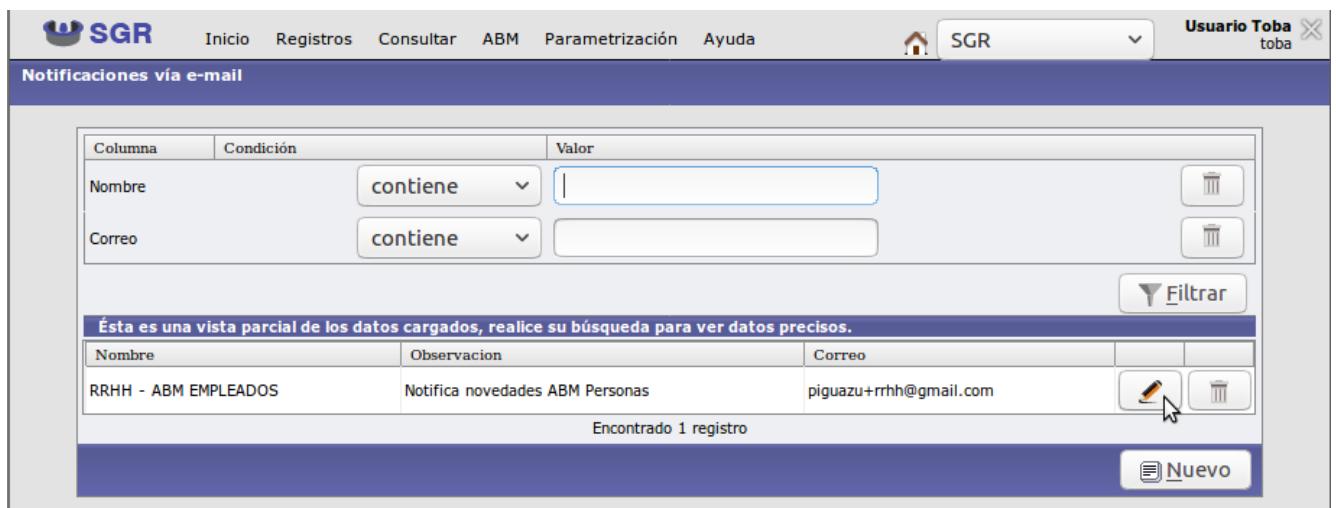 SGR Inicio Registros Consultar ABM Parametrización Ayuda SGR Usuario Toba
toba
Notificaciones vía e-mail
Columna Condición Valor
Nombre contiene
Correo contiene
Filtrar
Ésta es una vista parcial de los datos cargados, realice su búsqueda para ver datos precisos.
Nombre Observacion Correo
RRHH - ABM EMPLEADOS Notifica novedades ABM Personas piguazu+rrhh@gmail.com
Encontrado 1 registro
Nuevo